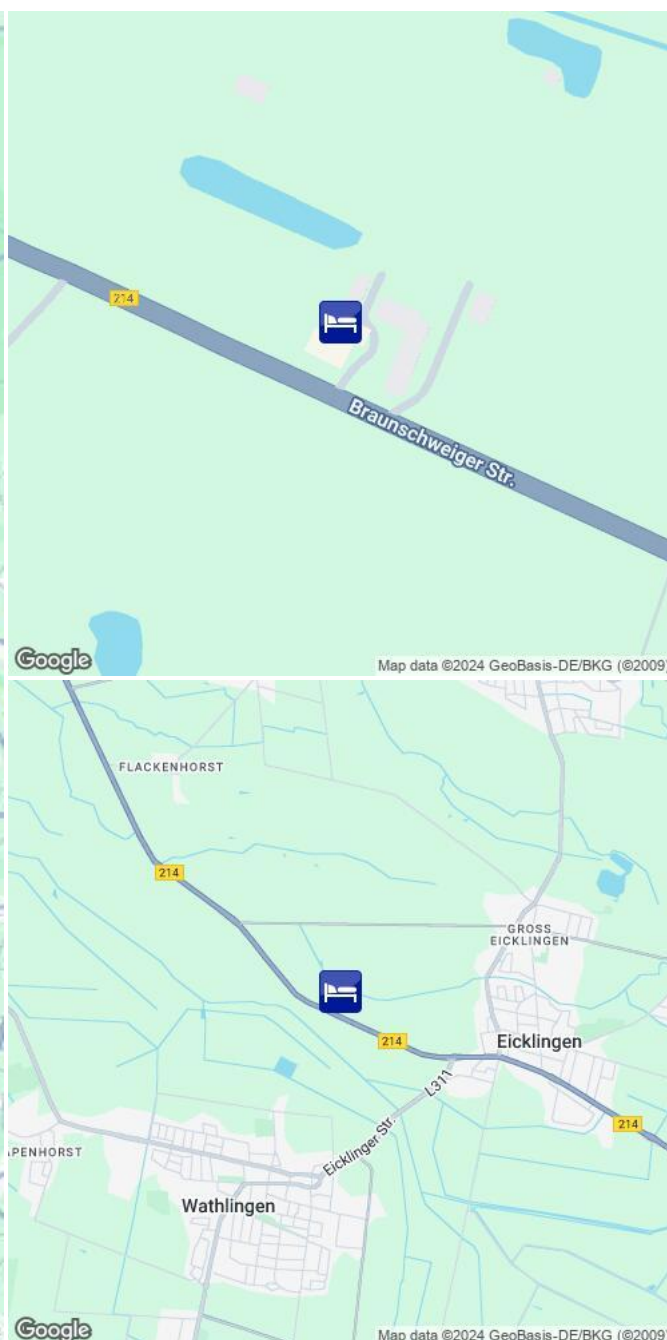 214
Braunschweiger Str.
Google
Map data ©2024 GeoBasis-DE/BKG (©2009)
FLACKENHORST
214
GROSS
EICKLINGEN
214
Eicklingen
L311
214
Eicklinger Str.
APENHORST
Wathlingen
Google
Map data ©2024 GeoBasis-DE/BKG (©2009)